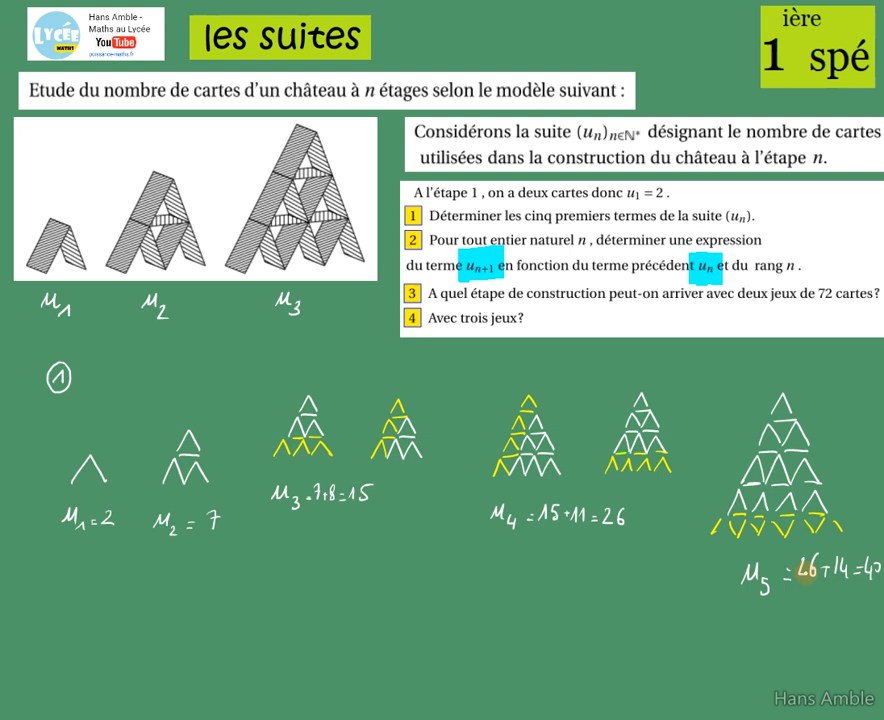 LYCÉE
MATHS
Hans Amble -
Maths au Lycée
You Tube
puissance-maths.fr
les suites
1 ière spé
Etude du nombre de cartes d'un château à n étages selon le modèle suivant :
Considérons la suite (uₙ)ₙ∈ℕ* désignant le nombre de cartes
utilisées dans la construction du château à l'étape n.
A l'étape 1 , on a deux cartes donc u₁ = 2 .
1 Déterminer les cinq premiers termes de la suite (uₙ).
2 Pour tout entier naturel n , déterminer une expression
du terme uₙ₊₁ en fonction du terme précédent uₙ et du rang n .
3 A quel étape de construction peut-on arriver avec deux jeux de 72 cartes?
4 Avec trois jeux?
u₁ u₂ u₃
1
u₁ = 2 u₂ = 7 u₃ = 7+8 = 15 u₄ = 15+11 = 26 u₅ = 26+14 = 40
Hans Amble